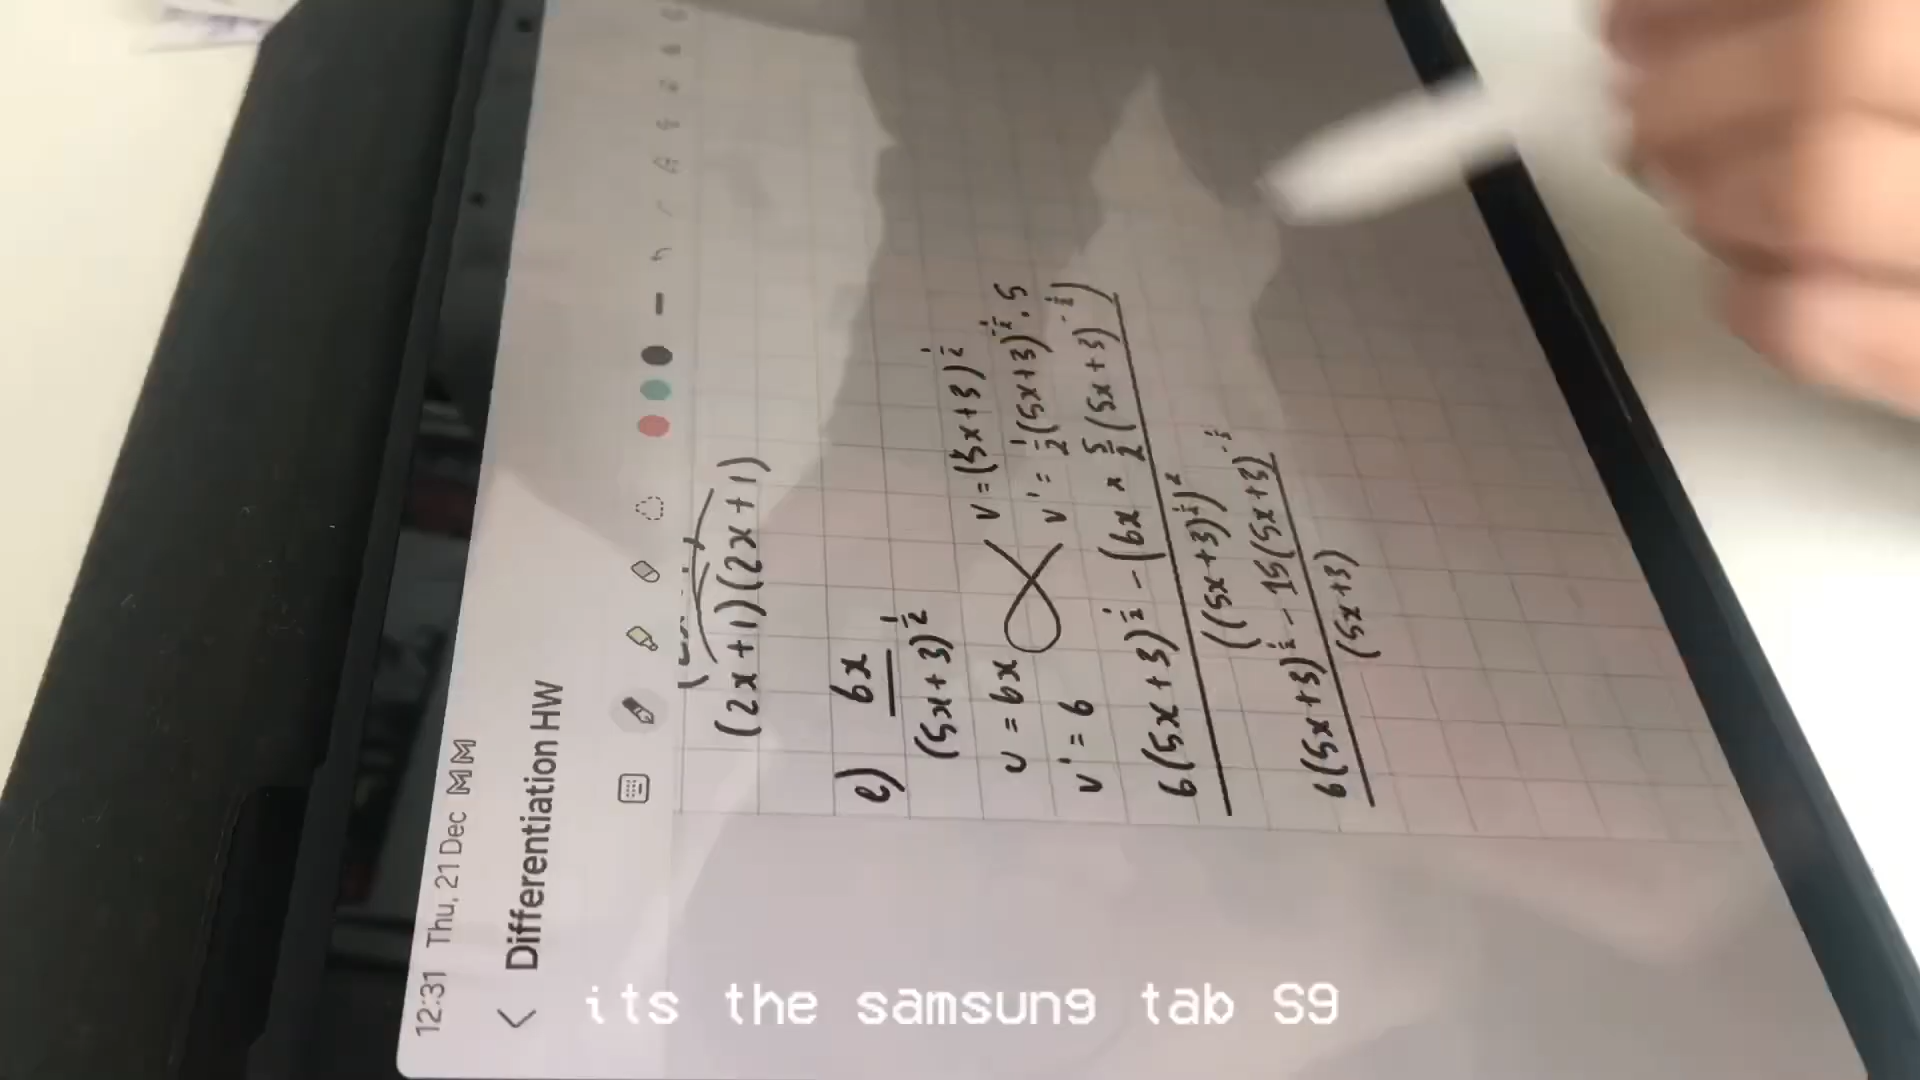 12:31 Thu, 21 Dec M M
< Differentiation HW
(2x+1)(2x+1)
e) 6x
(5x+3)^1/2
u = 6x v = (5x+3)^1/2
v' = 6 v' = 1/2(5x+3)^-1/2 . 5
6(5x+3)^1/2 - (6x x 5/2(5x+3)^-1/2)
((5x+3)^1/2)^2
6(5x+3)^1/2 - 15(5x+3)^-1/2
(5x+3)
its the samsung tab S9